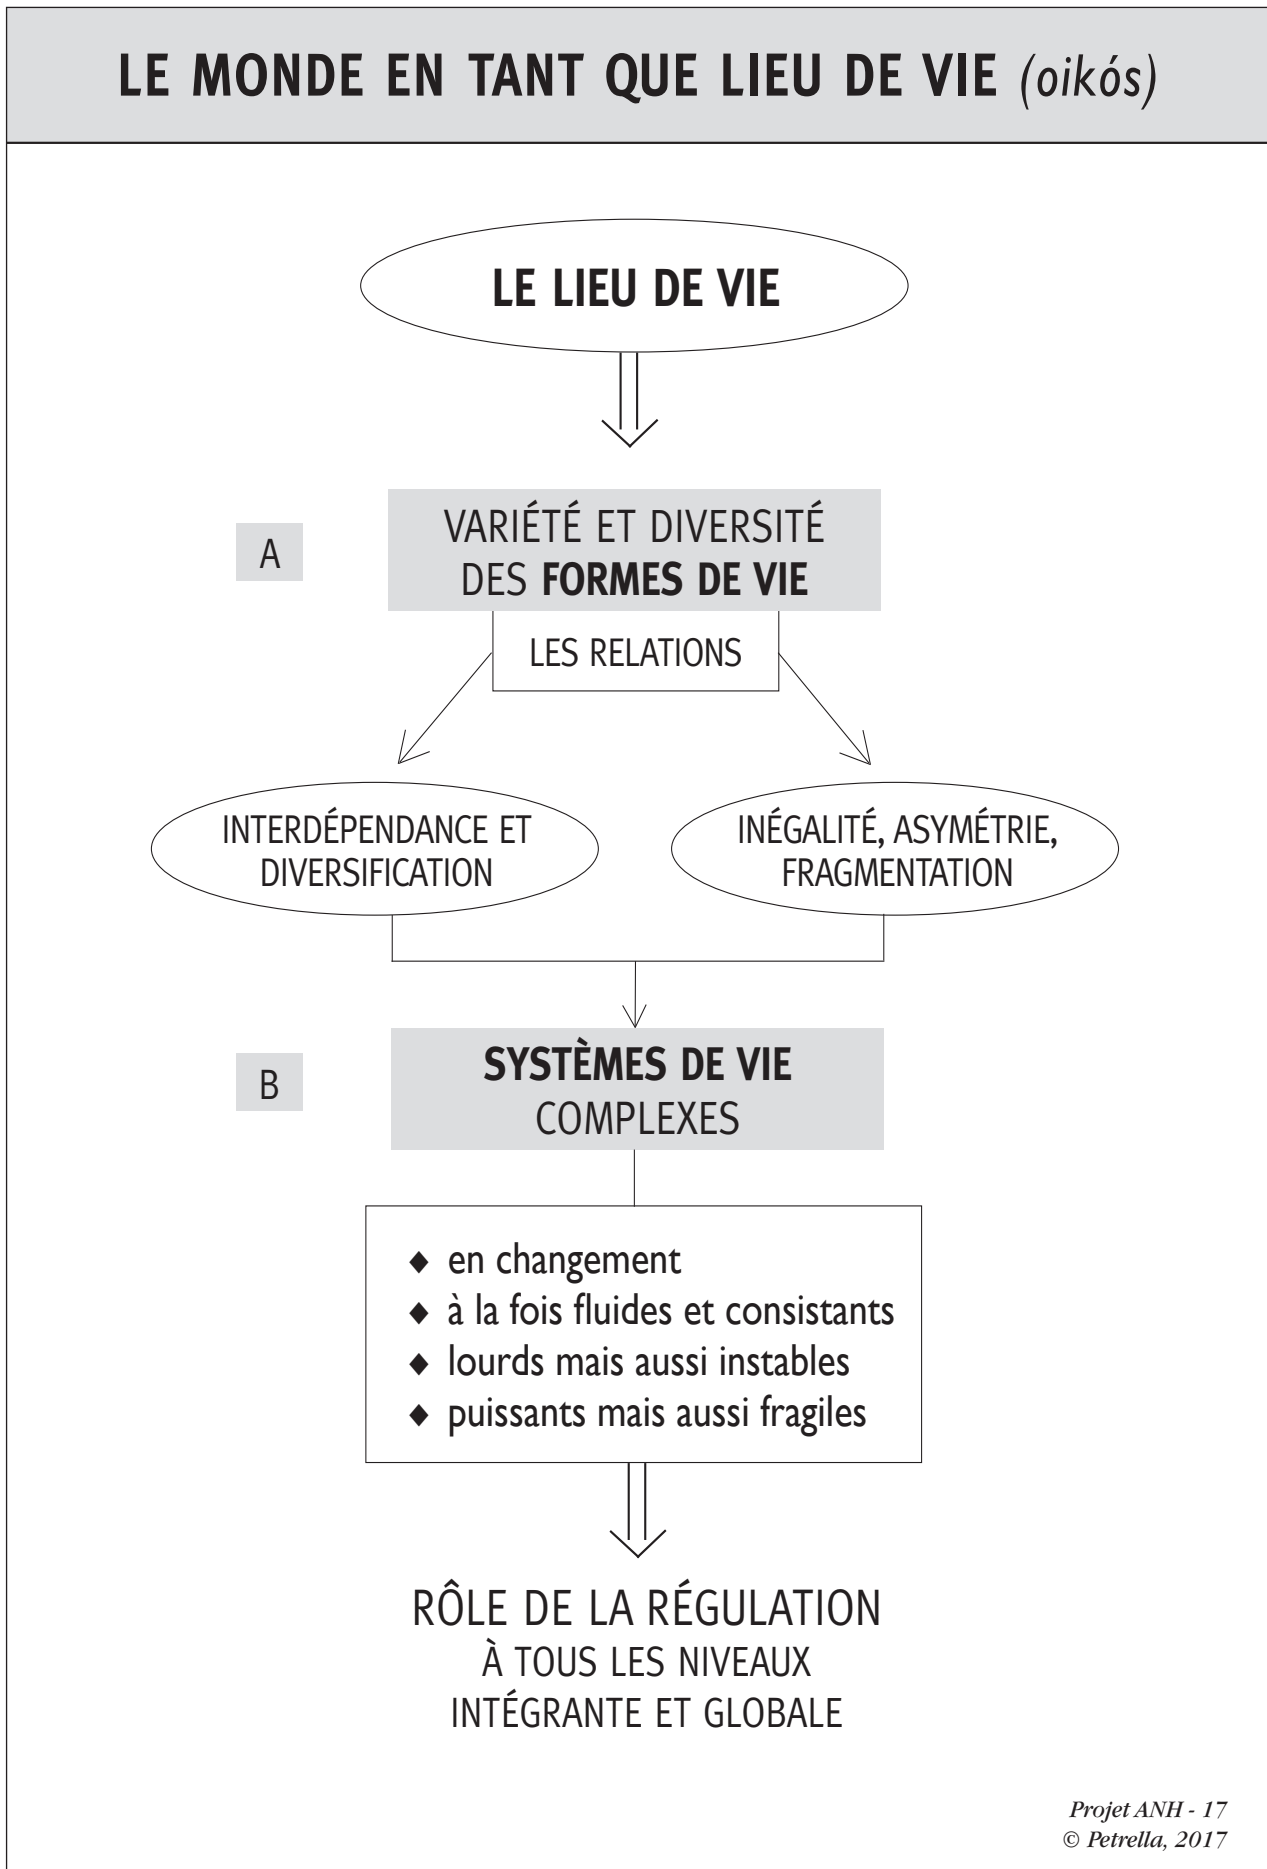 LE MONDE EN TANT QUE LIEU DE VIE (oikós)
LE LIEU DE VIE
A
VARIÉTÉ ET DIVERSITÉ
DES FORMES DE VIE
LES RELATIONS
INTERDÉPENDANCE ET
DIVERSIFICATION
INÉGALITÉ, ASYMÉTRIE,
FRAGMENTATION
B
SYSTÈMES DE VIE
COMPLEXES
♦ en changement
♦ à la fois fluides et consistants
♦ lourds mais aussi instables
♦ puissants mais aussi fragiles
RÔLE DE LA RÉGULATION
À TOUS LES NIVEAUX
INTÉGRANTE ET GLOBALE
Projet ANH - 17
© Petrella, 2017